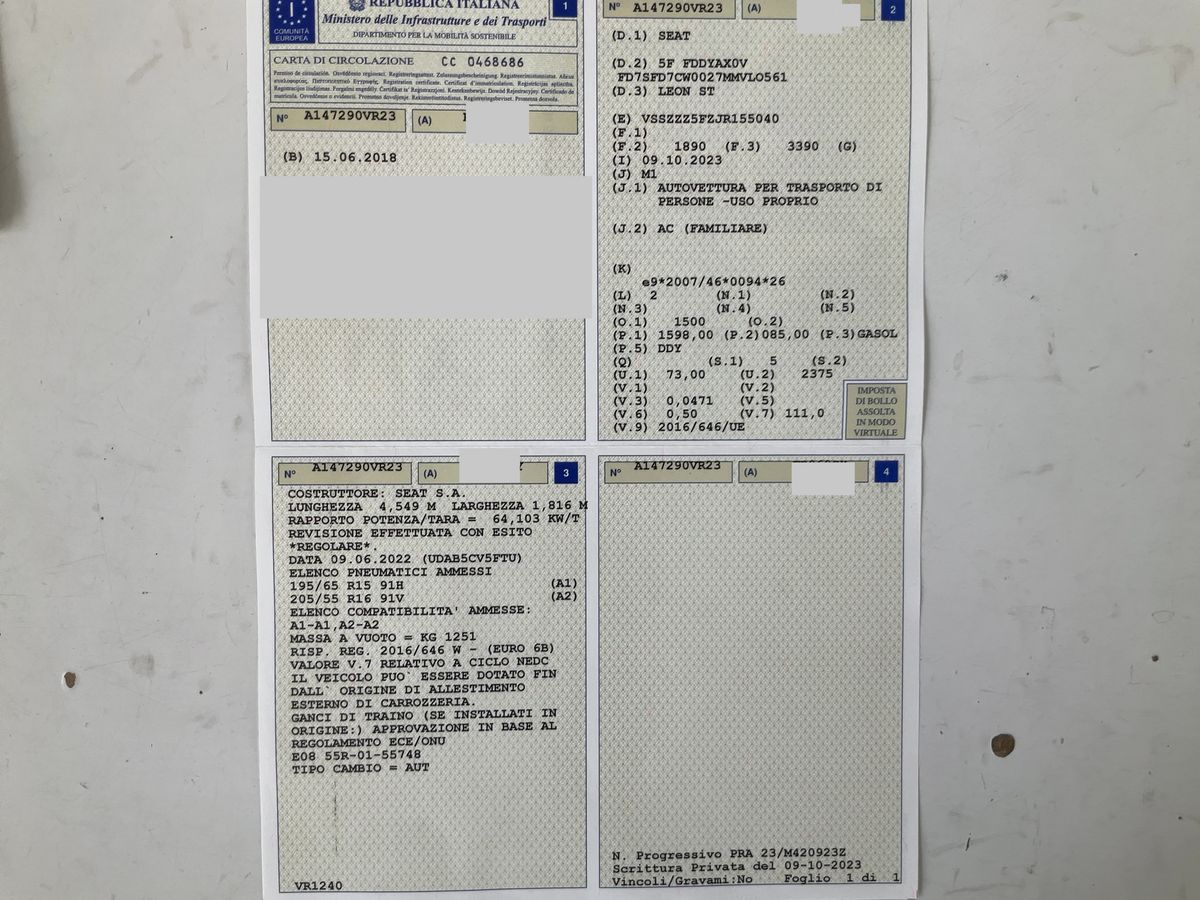 I
COMUNITÀ
EUROPEA
REPUBBLICA ITALIANA
1
Ministero delle Infrastrutture e dei Trasporti
DIPARTIMENTO PER LA MOBILITÀ SOSTENIBILE
CARTA DI CIRCOLAZIONE CC 0468686
N° A147290VR23 (A)
(B) 15.06.2018
N° A147290VR23 (A) 2
(D.1) SEAT
(D.2) 5F FDDYAX0V
FD7SFD7CW0027MMVLO561
(D.3) LEON ST
(E) VSSZZZ5FZJR155040
(F.1)
(F.2) 1890 (F.3) 3390 (G)
(I) 09.10.2023
(J) M1
(J.1) AUTOVETTURA PER TRASPORTO DI
PERSONE -USO PROPRIO
(J.2) AC (FAMILIARE)
(K)
e9*2007/46*0094*26
(L) 2 (N.1) (N.2)
(N.3) (N.4) (N.5)
(O.1) 1500 (O.2)
(P.1) 1598,00 (P.2)085,00 (P.3)GASOL
(P.5) DDY
(Q) (S.1) 5 (S.2)
(U.1) 73,00 (U.2) 2375
(V.1) (V.2)
(V.3) 0,0471 (V.5)
(V.6) 0,50 (V.7) 111,0
(V.9) 2016/646/UE
IMPOSTA
DI BOLLO
ASSOLTA
IN MODO
VIRTUALE
N° A147290VR23 (A) 3
COSTRUTTORE: SEAT S.A.
LUNGHEZZA 4,549 M LARGHEZZA 1,816 M
RAPPORTO POTENZA/TARA = 64,103 KW/T
REVISIONE EFFETTUATA CON ESITO
*REGOLARE*.
DATA 09.06.2022 (UDAB5CV5FTU)
ELENCO PNEUMATICI AMMESSI
195/65 R15 91H (A1)
205/55 R16 91V (A2)
ELENCO COMPATIBILITA' AMMESSE:
A1-A1,A2-A2
MASSA A VUOTO = KG 1251
RISP. REG. 2016/646 W - (EURO 6B)
VALORE V.7 RELATIVO A CICLO NEDC
IL VEICOLO PUO` ESSERE DOTATO FIN
DALL` ORIGINE DI ALLESTIMENTO
ESTERNO DI CARROZZERIA.
GANCI DI TRAINO (SE INSTALLATI IN
ORIGINE:) APPROVAZIONE IN BASE AL
REGOLAMENTO ECE/ONU
E08 55R-01-55748
TIPO CAMBIO = AUT
VR1240
N° A147290VR23 (A) 4
N. Progressivo PRA 23/M420923Z
Scrittura Privata del 09-10-2023
Vincoli/Gravami:No Foglio 1 di 1